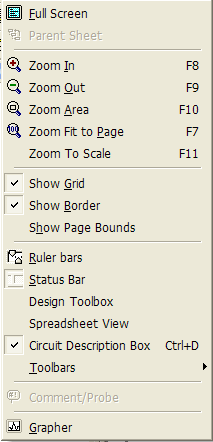 Full Screen
Parent Sheet
Zoom In F8
Zoom Out F9
Zoom Area F10
Zoom Fit to Page F7
Zoom To Scale F11
Show Grid
Show Border
Show Page Bounds
Ruler bars
Status Bar
Design Toolbox
Spreadsheet View
Circuit Description Box Ctrl+D
Toolbars
Comment/Probe
Grapher